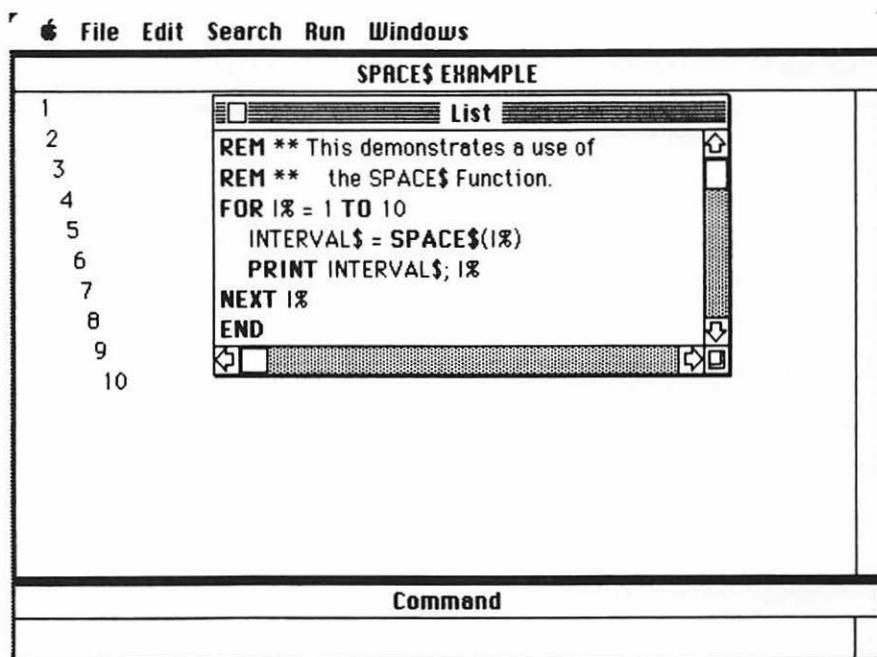 File Edit Search Run Windows
SPACE$ EXAMPLE
1
2
3
4
5
6
7
8
9
10
List
REM ** This demonstrates a use of
REM ** the SPACE$ Function.
FOR I% = 1 TO 10
INTERVAL$ = SPACE$(I%)
PRINT INTERVAL$; I%
NEXT I%
END
Command